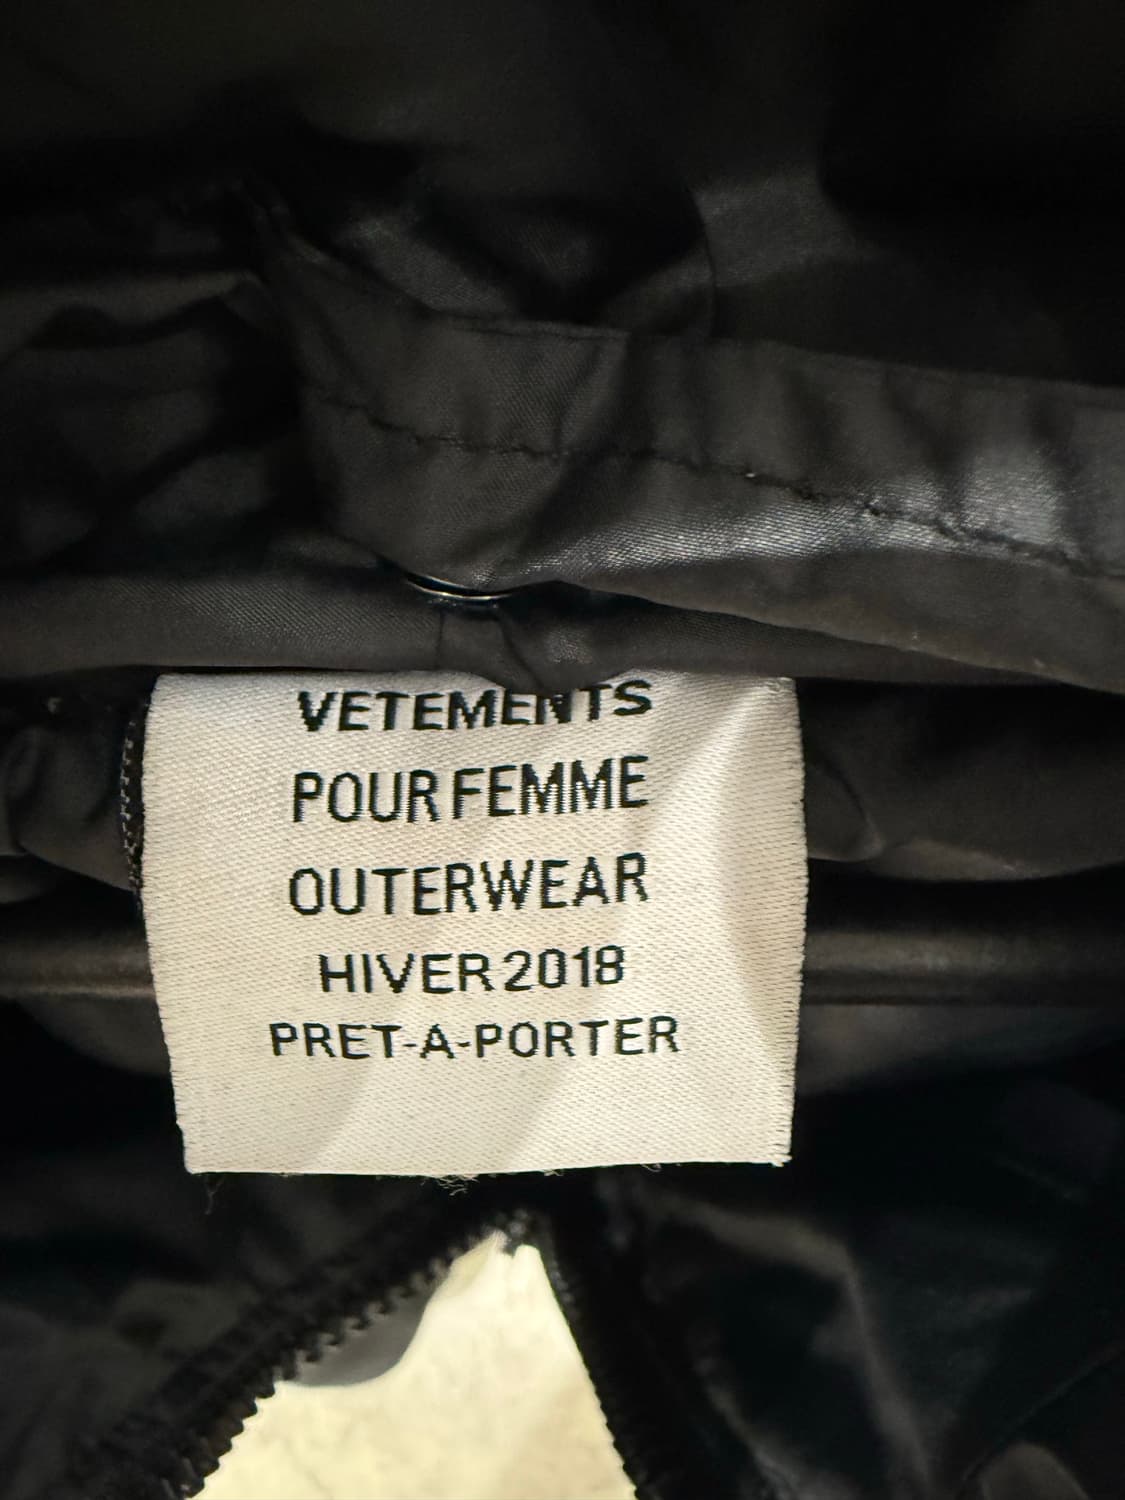 VETEMENTS
POUR FEMME
OUTERWEAR
HIVER 2018
PRET-A-PORTER